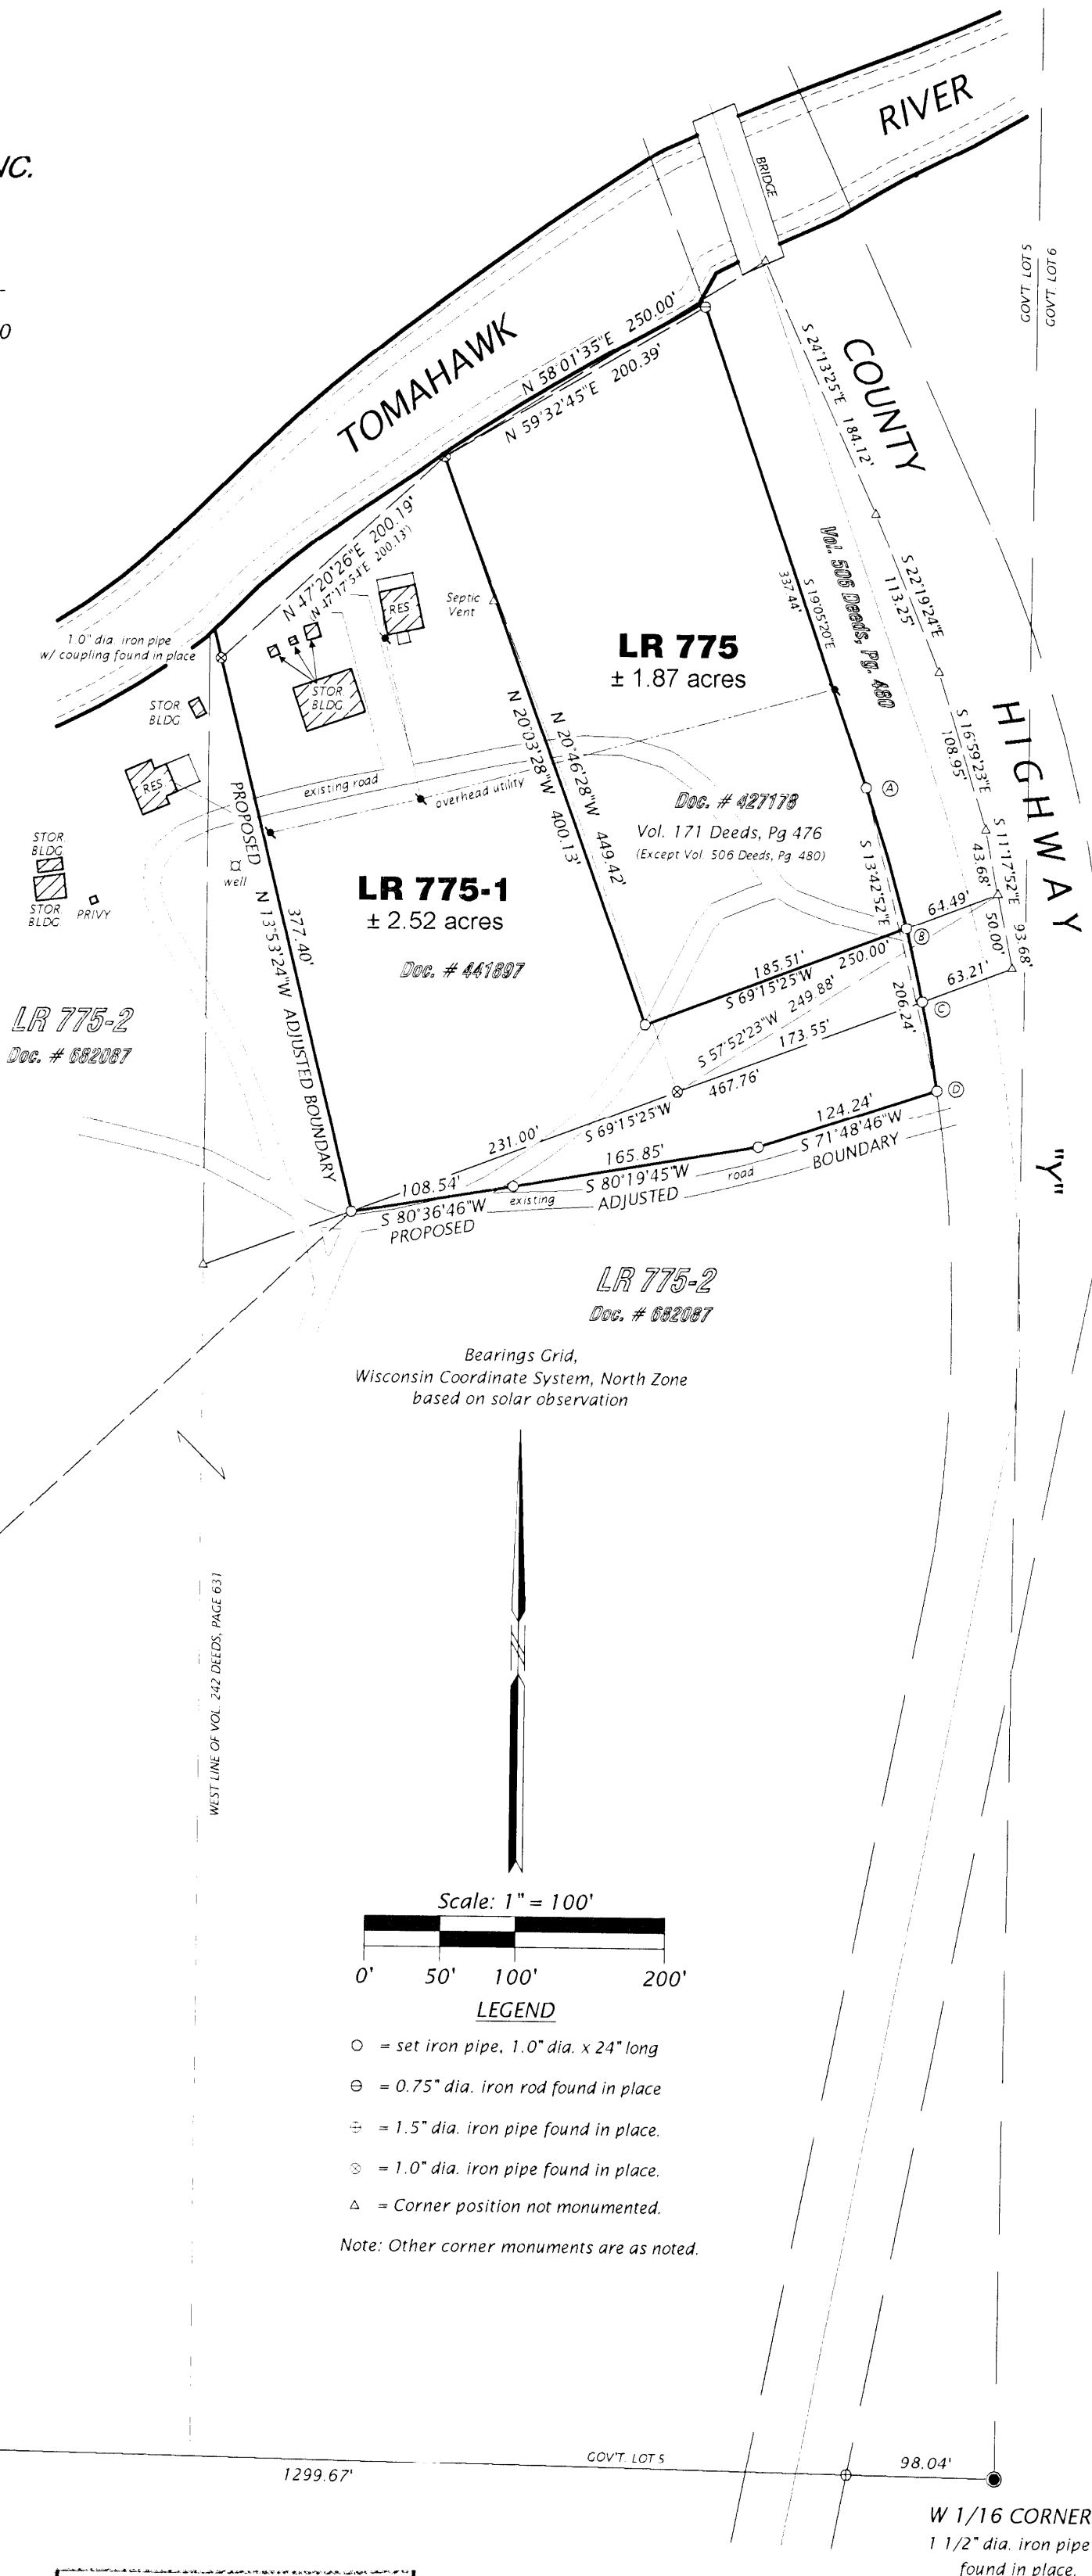 NC.
0
RIVER
BRIDGE
GOV'T. LOT 5
GOV'T. LOT 6
TOMAHAWK
N 58°01'35"E 250.00'
N 59°32'45"E 200.39'
COUNTY
S 24°13'25"E 184.12'
N 47°20'26"E 200.19'
N 47°17'54"E 200.13')
RES
Septic
Vent
337.44'
S 19°05'20"E
Vol. 506 Deeds, Pg. 480
S 22°19'24"E
113.25'
1.0" dia. iron pipe
w/ coupling found in place
LR 775
± 1.87 acres
STOR.
BLDG.
STOR
BLDG.
HIGHWAY
S 16°59'23"E
108.95'
RES
existing road
overhead utility
N 20°03'28"W 400.13'
N 20°46'28"W 449.42'
Doc. # 427178
Vol. 171 Deeds, Pg 476
(Except Vol. 506 Deeds, Pg. 480)
A
S 13°42'52"E
S 11°17'52"E 93.68'
43.68'
50.00'
STOR
BLDG
STOR.
BLDG
PRIVY
well
PROPOSED N 13°53'24"W ADJUSTED BOUNDARY
377.40'
LR 775-1
± 2.52 acres
Doc. # 441897
64.49'
B
185.51'
S 69°15'25"W 250.00'
63.21'
206.24'
C
LR 775-2
Doc. # 682087
S 57°52'23"W 249.88'
173.55'
467.76'
D
231.00'
S 69°15'25"W
124.24'
S 71°48'46"W
BOUNDARY
165.85'
S 80°19'45"W
ADJUSTED
road
108.54'
existing
S 80°36'46"W
PROPOSED
"Y"
LR 775-2
Doc. # 682087
Bearings Grid,
Wisconsin Coordinate System, North Zone
based on solar observation
WEST LINE OF VOL. 242 DEEDS, PAGE 631
N
Scale: 1" = 100'
0' 50' 100' 200'
LEGEND
= set iron pipe, 1.0" dia. x 24" long
= 0.75" dia. iron rod found in place
= 1.5" dia. iron pipe found in place.
= 1.0" dia. iron pipe found in place.
= Corner position not monumented.
Note: Other corner monuments are as noted.
GOV'T. LOT 5
1299.67'
98.04'
W 1/16 CORNER
1 1/2" dia. iron pipe
found in place.